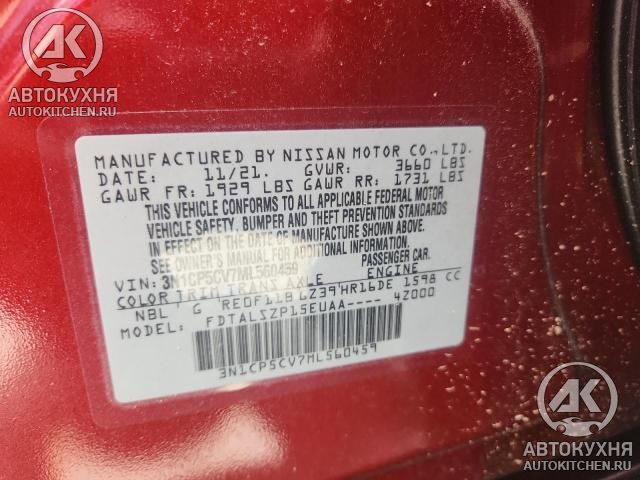 АК
АВТОКУХНЯ
AUTOKITCHEN.RU
MANUFACTURED BY NISSAN MOTOR CO.,LTD.
DATE: 11/21. GVWR: 3660 LBS
GAWR FR: 1929 LBS GAWR RR: 1731 LBS
THIS VEHICLE CONFORMS TO ALL APPLICABLE FEDERAL MOTOR
VEHICLE SAFETY, BUMPER AND THEFT PREVENTION STANDARDS
IN EFFECT ON THE DATE OF MANUFACTURE SHOWN ABOVE.
SEE OWNER'S MANUAL FOR ADDITIONAL INFORMATION.
VIN: 3N1CP5CV7ML560459 PASSENGER CAR.
COLOR TRIM TRANS AXLE ENGINE
NBL G RE0F11B GZ39 HR16DE 1598 CC
MODEL: FDTALSZP15EUAA---- 4Z000
3N1CP5CV7ML560459
АК
АВТОКУХНЯ
AUTOKITCHEN.RU